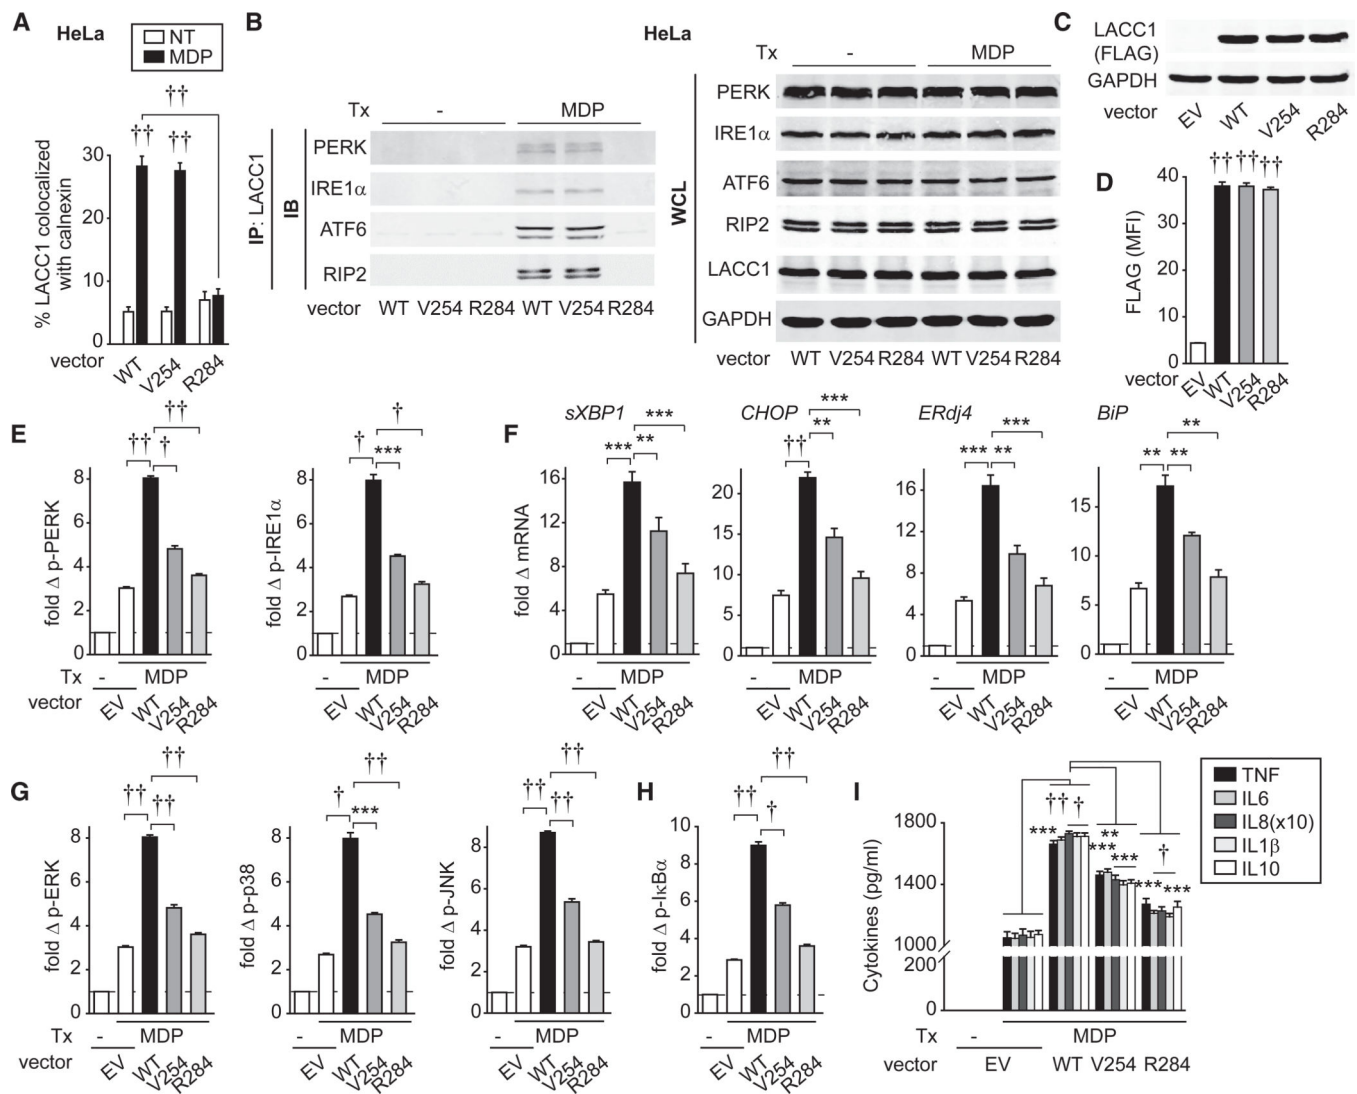 A
HeLa
NT
MDP
††
†† ††
% LACC1 colocalized
with calnexin
30
20
10
0
vector
WT V254 R284
B
HeLa
Tx - MDP
IP: LACC1
IB
PERK
IRE1α
ATF6
RIP2
vector WT V254 R284 WT V254 R284
Tx - MDP
WCL
PERK
IRE1α
ATF6
RIP2
LACC1
GAPDH
vector WT V254 R284 WT V254 R284
C
LACC1
(FLAG)
GAPDH
vector EV WT V254 R284
D
†† †† ††
FLAG (MFI)
40
30
20
10
0
vector EV WT V254 R284
E
††
†† †
fold Δ p-PERK
8
6
4
2
0
Tx - MDP
vector EV WT V254 R284
†
† ***
fold Δ p-IRE1α
8
6
4
2
0
- MDP
EV WT V254 R284
F
sXBP1
***
*** **
fold Δ mRNA
16
12
8
4
0
- MDP
EV WT V254 R284
CHOP
***
†† **
20
15
10
5
0
- MDP
EV WT V254 R284
ERdj4
***
*** **
16
12
8
4
0
- MDP
EV WT V254 R284
BiP
**
** **
15
10
5
0
- MDP
EV WT V254 R284
G
††
†† ††
fold Δ p-ERK
8
6
4
2
0
Tx - MDP
vector EV WT V254 R284
††
† ***
fold Δ p-p38
8
6
4
2
0
- MDP
EV WT V254 R284
††
†† ††
fold Δ p-JNK
8
6
4
2
0
- MDP
EV WT V254 R284
H
††
†† †
fold Δ p-IκBα
10
8
6
4
2
0
- MDP
EV WT V254 R284
I
TNF
IL6
IL8(x10)
IL1β
IL10
Cytokines (pg/ml)
1800
1400
1000
200
0
*** †† †
** *** ***
*** † ***
Tx - MDP
vector EV WT V254 R284